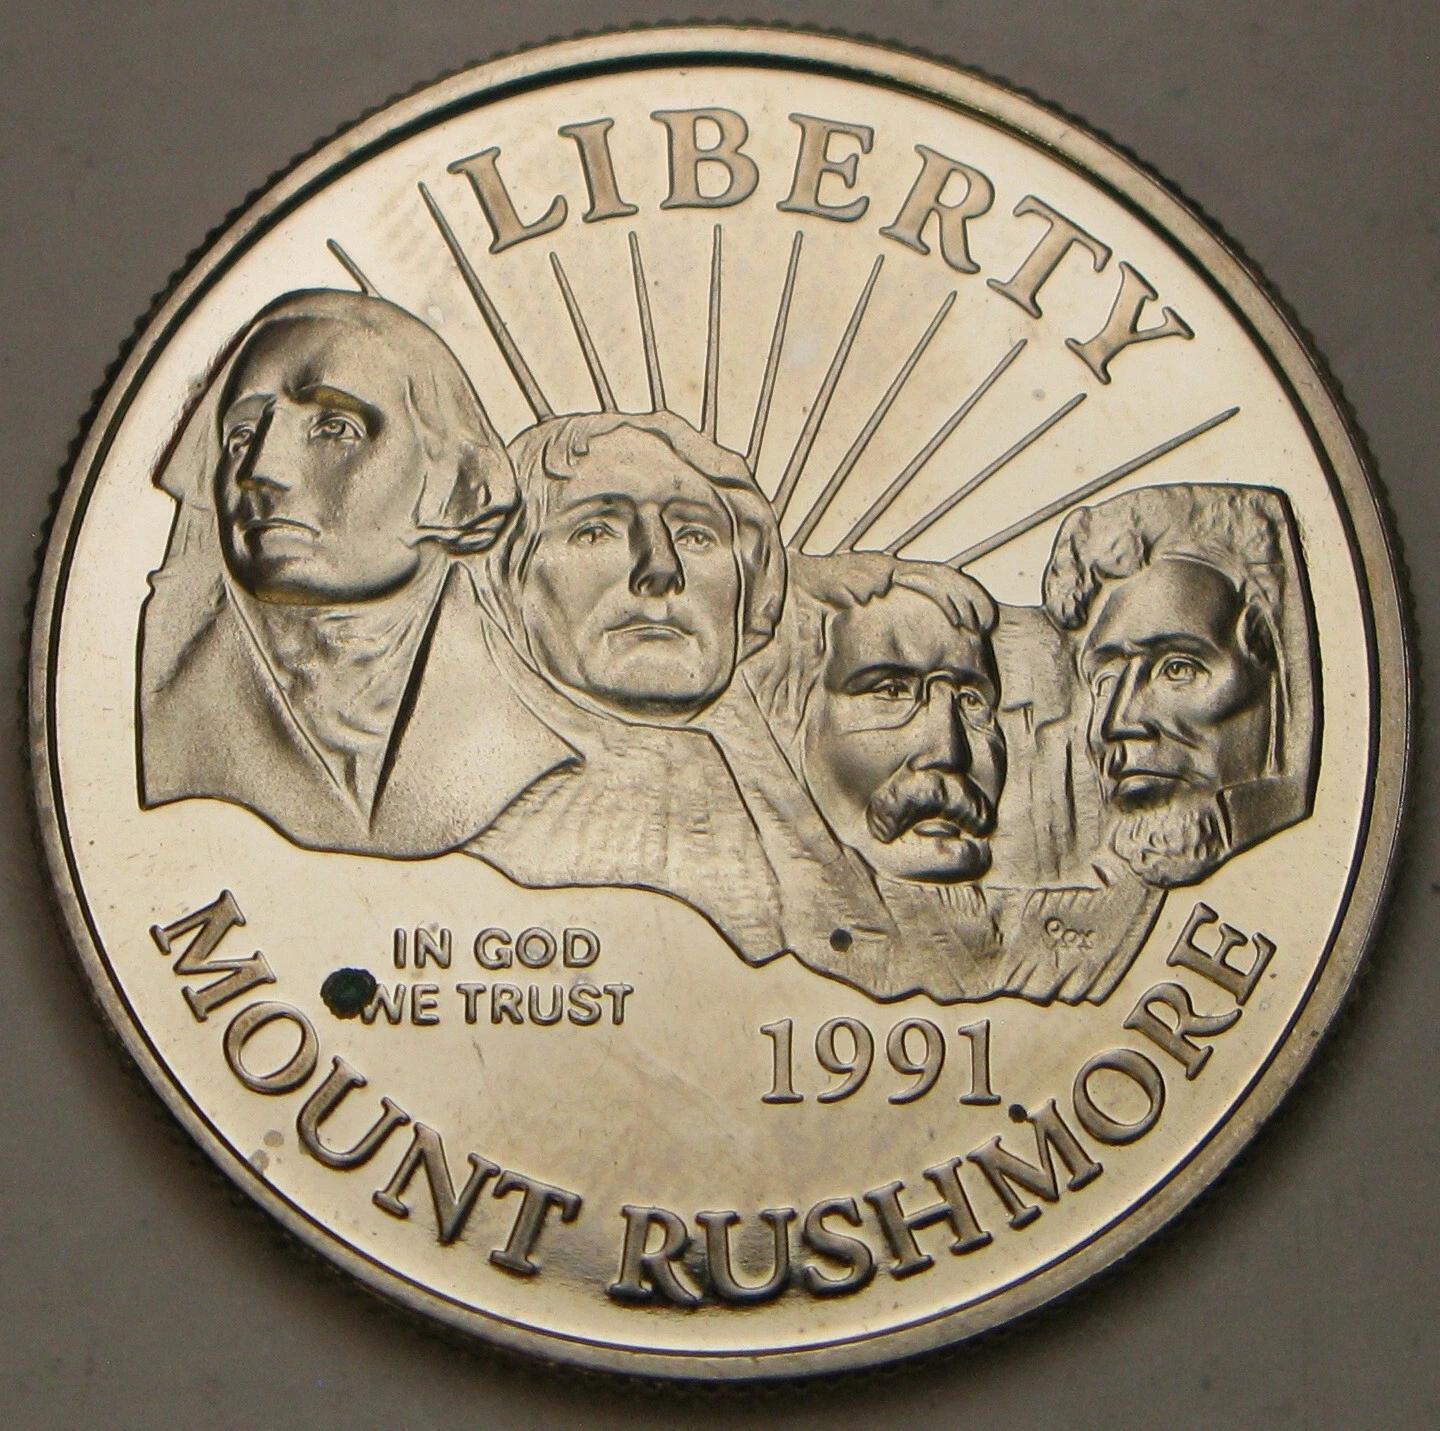 LIBERTY
IN GOD
WE TRUST
1991
MOUNT RUSHMORE